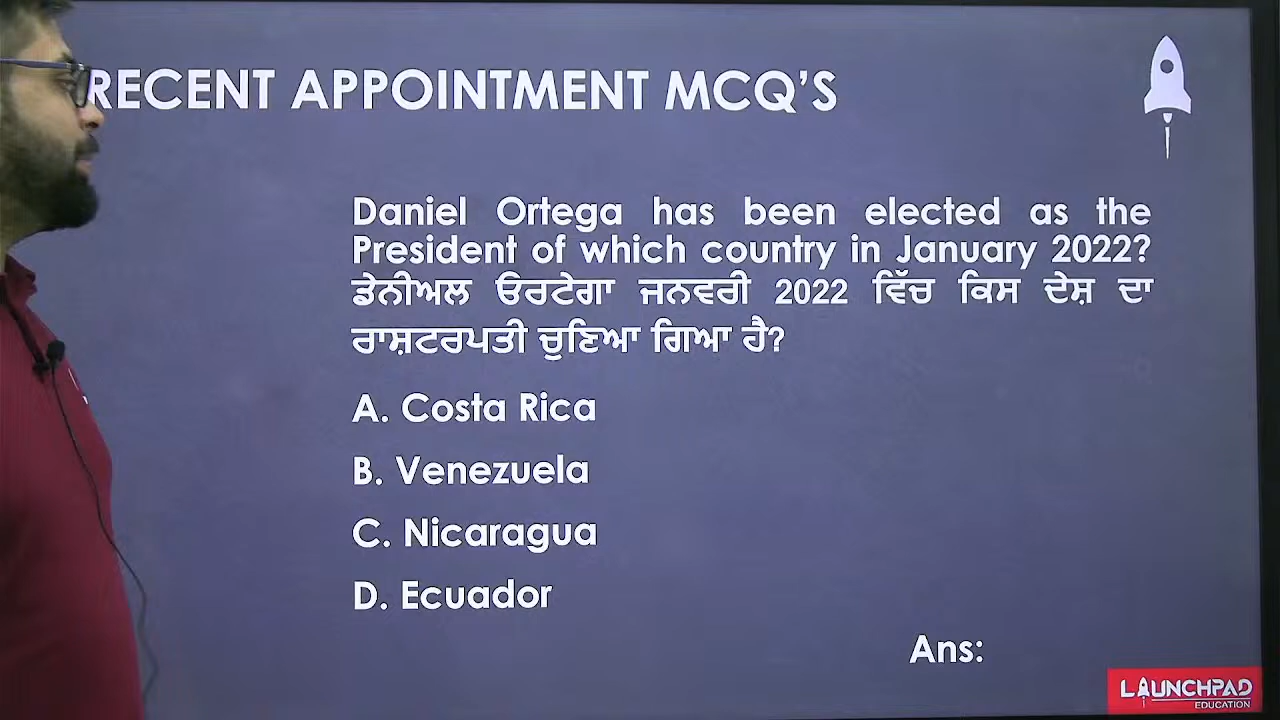 RECENT APPOINTMENT MCQ'S
Daniel Ortega has been elected as the
President of which country in January 2022?
ਡੇਨੀਅਲ ਓਰਟੇਗਾ ਜਨਵਰੀ 2022 ਵਿੱਚ ਕਿਸ ਦੇਸ਼ ਦਾ
ਰਾਸ਼ਟਰਪਤੀ ਚੁਣਿਆ ਗਿਆ ਹੈ?
A. Costa Rica
B. Venezuela
C. Nicaragua
D. Ecuador
Ans:
LAUNCHPAD
EDUCATION